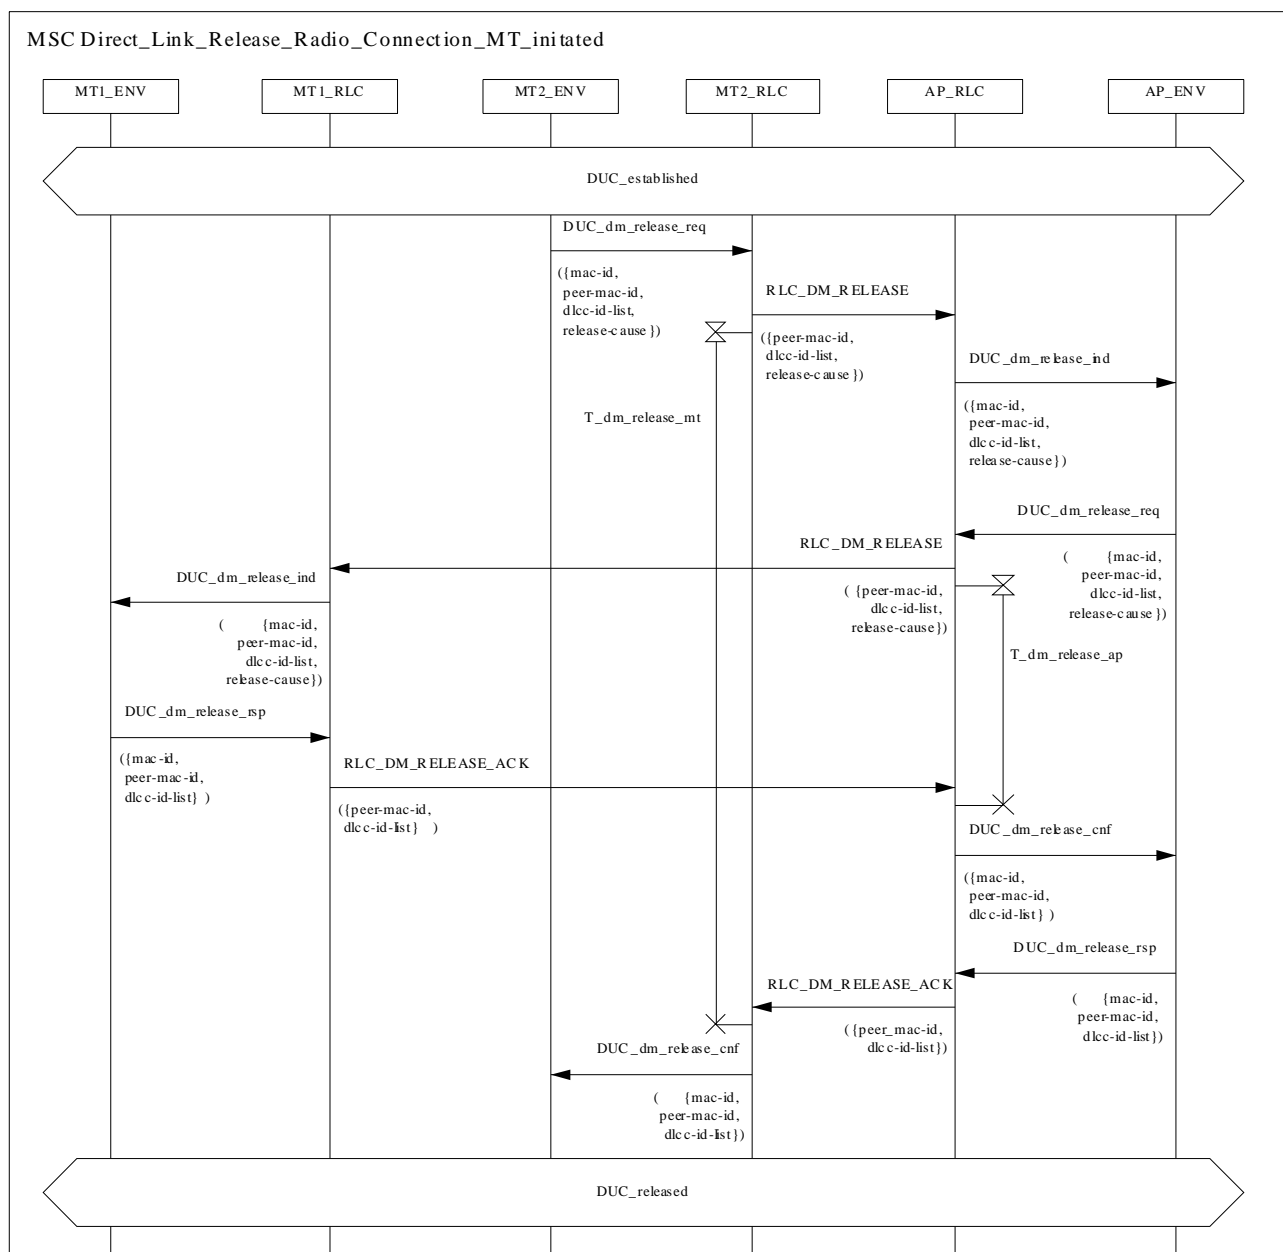 MSC Direct_Link_Release_Radio_Connection_MT_initated
MT1_ENV
MT1_RLC
MT2_ENV
MT2_RLC
AP_RLC
AP_ENV
DUC_established
DUC_dm_release_req
({mac-id,
peer-mac-id,
dlcc-id-list,
release-cause})
RLC_DM_RELEASE
({peer-mac-id,
dlcc-id-list,
release-cause})
DUC_dm_release_ind
({mac-id,
peer-mac-id,
dlcc-id-list,
release-cause})
T_dm_release_mt
DUC_dm_release_req
( {mac-id,
peer-mac-id,
dlcc-id-list,
release-cause})
RLC_DM_RELEASE
( {peer-mac-id,
dlcc-id-list,
release-cause})
DUC_dm_release_ind
( {mac-id,
peer-mac-id,
dlcc-id-list,
release-cause})
T_dm_release_ap
DUC_dm_release_rsp
({mac-id,
peer-mac-id,
dlcc-id-list} )
RLC_DM_RELEASE_ACK
({peer-mac-id,
dlcc-id-list} )
DUC_dm_release_cnf
({mac-id,
peer-mac-id,
dlcc-id-list} )
DUC_dm_release_rsp
( {mac-id,
peer-mac-id,
dlcc-id-list})
RLC_DM_RELEASE_ACK
({peer_mac-id,
dlcc-id-list})
DUC_dm_release_cnf
( {mac-id,
peer-mac-id,
dlcc-id-list})
DUC_released